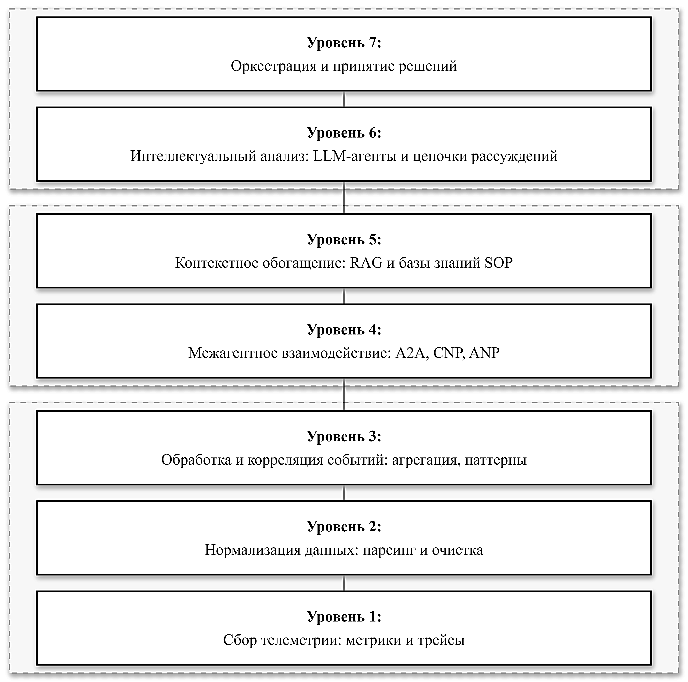 Уровень 7:
Оркестрация и принятие решений
Уровень 6:
Интеллектуальный анализ: LLM-агенты и цепочки рассуждений
Уровень 5:
Контекстное обогащение: RAG и базы знаний SOP
Уровень 4:
Межагентное взаимодействие: A2A, CNP, ANP
Уровень 3:
Обработка и корреляция событий: агрегация, паттерны
Уровень 2:
Нормализация данных: парсинг и очистка
Уровень 1:
Сбор телеметрии: метрики и трейсы